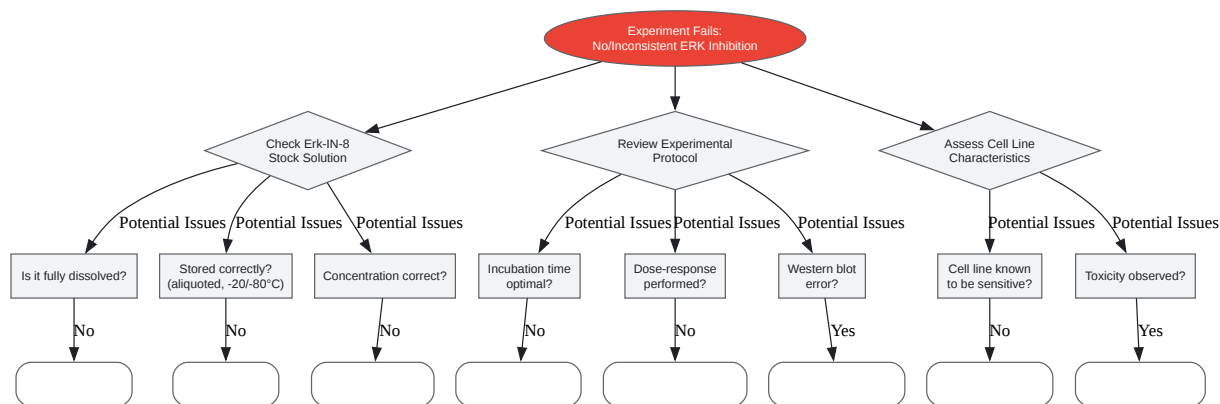 Experiment Fails:
No/Inconsistent ERK Inhibition
Check Erk-IN-8
Stock Solution
Review Experimental
Protocol
Assess Cell Line
Characteristics
Potential Issues
Potential Issues
Potential Issues
Potential Issues
Potential Issues
Potential Issues
Potential Issues
Potential Issues
Is it fully dissolved?
Stored correctly?
(aliquoted, -20/-80°C)
Concentration correct?
Incubation time
optimal?
Dose-response
performed?
Western blot
error?
Cell line known
to be sensitive?
Toxicity observed?
No
No
No
No
No
Yes
No
Yes